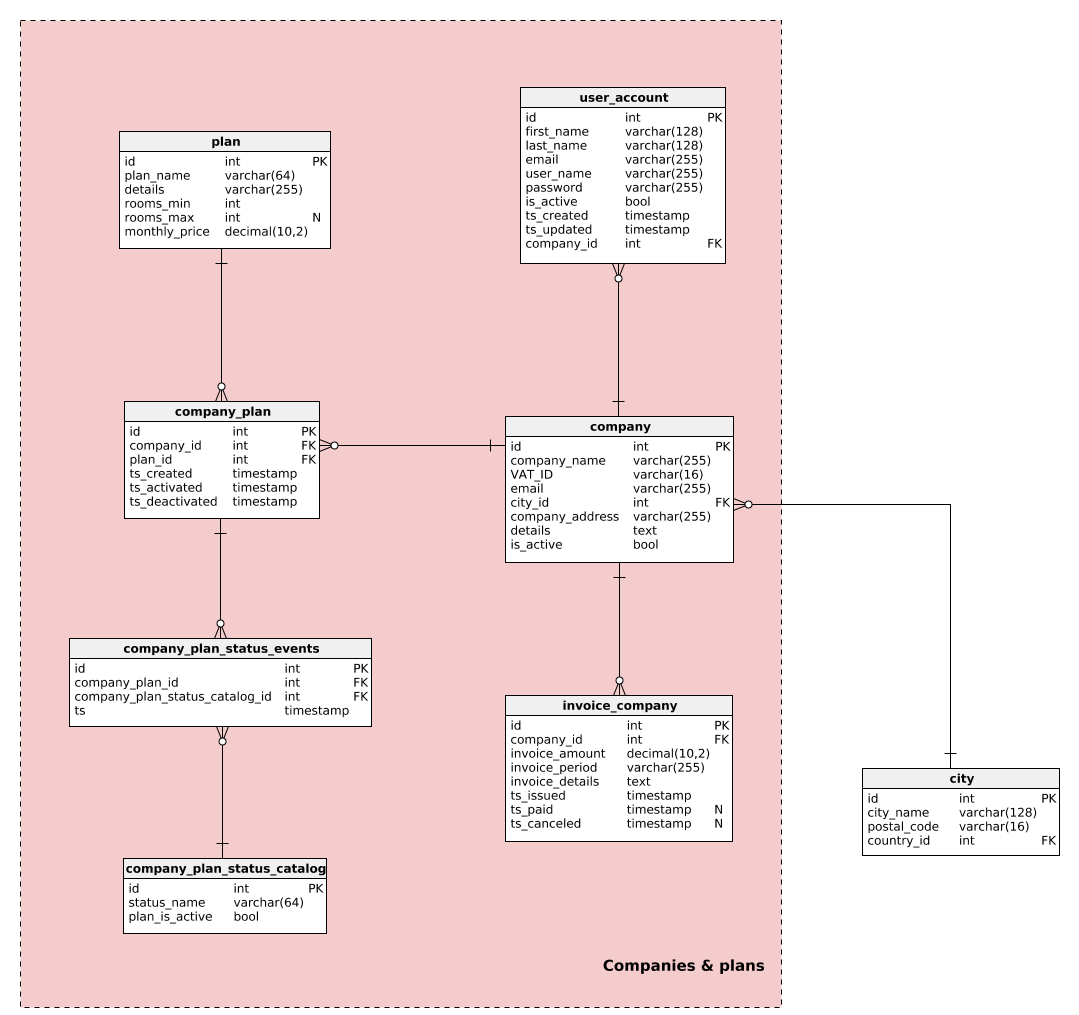 plan
id int PK
plan_name varchar(64)
details varchar(255)
rooms_min int
rooms_max int N
monthly_price decimal(10,2)
user_account
id int PK
first_name varchar(128)
last_name varchar(128)
email varchar(255)
user_name varchar(255)
password varchar(255)
is_active bool
ts_created timestamp
ts_updated timestamp
company_id int FK
company_plan
id int PK
company_id int FK
plan_id int FK
ts_created timestamp
ts_activated timestamp
ts_deactivated timestamp
company
id int PK
company_name varchar(255)
VAT_ID varchar(16)
email varchar(255)
city_id int FK
company_address varchar(255)
details text
is_active bool
company_plan_status_events
id int PK
company_plan_id int FK
company_plan_status_catalog_id int FK
ts timestamp
invoice_company
id int PK
company_id int FK
invoice_amount decimal(10,2)
invoice_period varchar(255)
invoice_details text
ts_issued timestamp
ts_paid timestamp N
ts_canceled timestamp N
city
id int PK
city_name varchar(128)
postal_code varchar(16)
country_id int FK
company_plan_status_catalog
id int PK
status_name varchar(64)
plan_is_active bool
Companies & plans